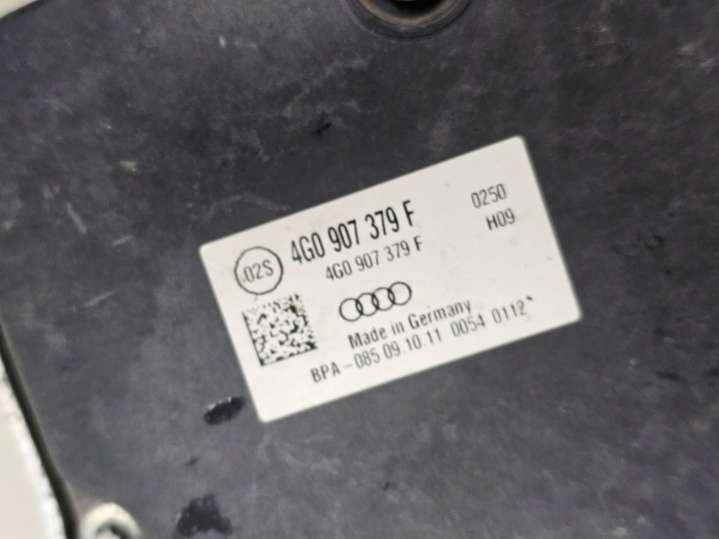 02S
4G0 907 379 F
0250
4G0 907 379 F
H09
Made in Germany
BPA-085 09.10.11 0054 0112*